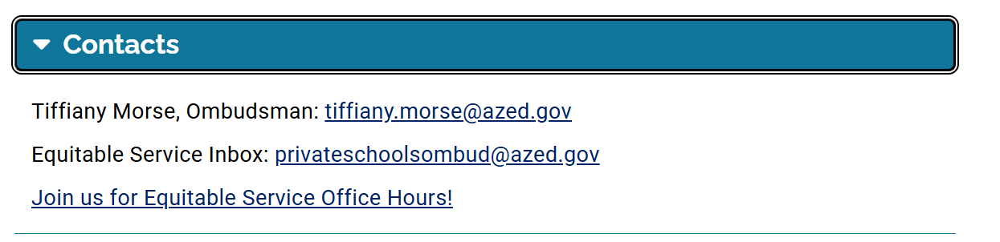 Contacts
Tiffiany Morse, Ombudsman: tiffiany.morse@azed.gov
Equitable Service Inbox: privateschoolsombud@azed.gov
Join us for Equitable Service Office Hours!